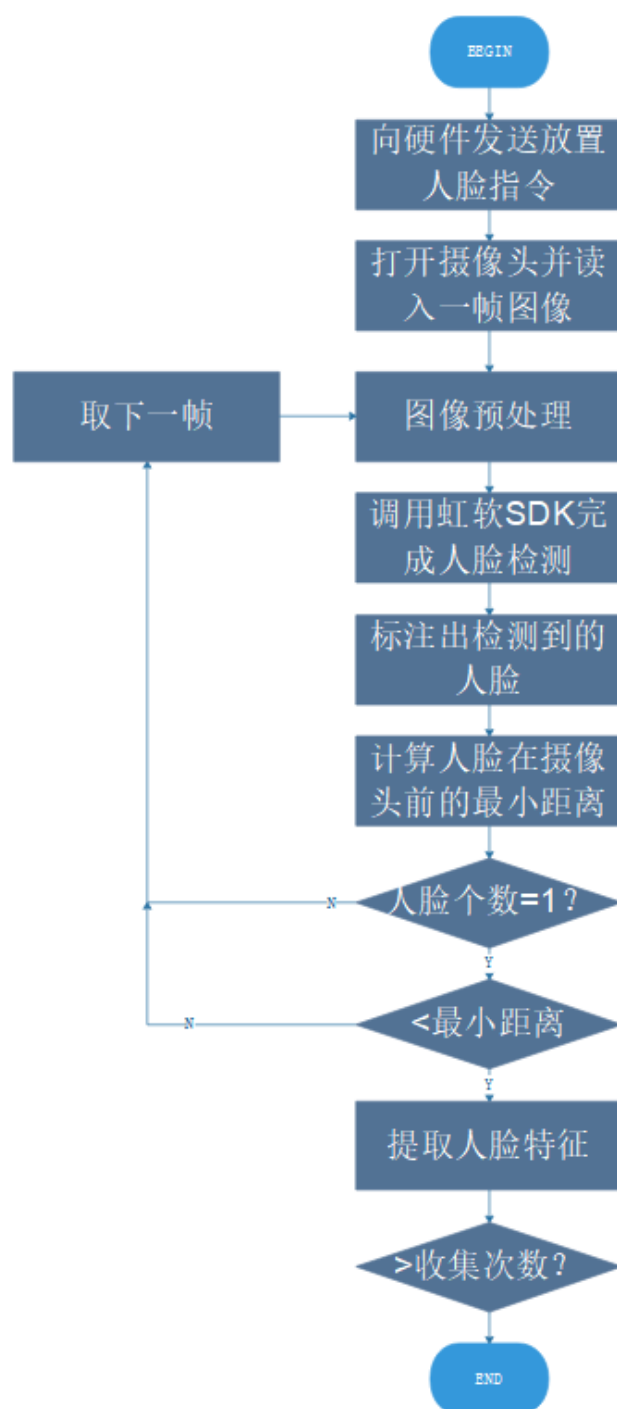 BEGIN
向硬件发送放置
人脸指令
打开摄像头并读
入一帧图像
取下一帧
图像预处理
调用虹软SDK完
成人脸检测
标注出检测到的
人脸
计算人脸在摄像
头前的最小距离
人脸个数=1?
N
Y
<最小距离
N
Y
提取人脸特征
>收集次数?
END